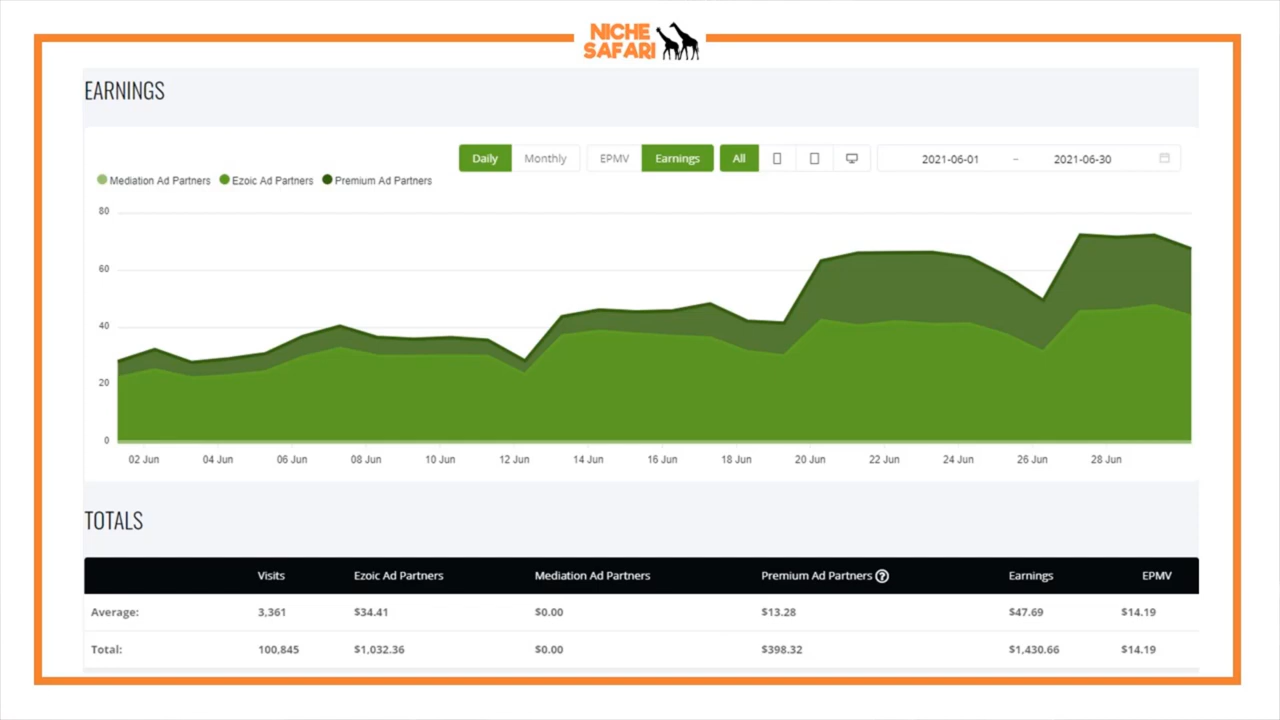 NICHE
SAFARI
EARNINGS
Daily Monthly EPMV Earnings All 2021-06-01 – 2021-06-30
Mediation Ad Partners Ezoic Ad Partners Premium Ad Partners
80
60
40
20
0
02 Jun 04 Jun 06 Jun 08 Jun 10 Jun 12 Jun 14 Jun 16 Jun 18 Jun 20 Jun 22 Jun 24 Jun 26 Jun 28 Jun
TOTALS
Visits Ezoic Ad Partners Mediation Ad Partners Premium Ad Partners ? Earnings EPMV
Average: 3,361 $34.41 $0.00 $13.28 $47.69 $14.19
Total: 100,845 $1,032.36 $0.00 $398.32 $1,430.66 $14.19